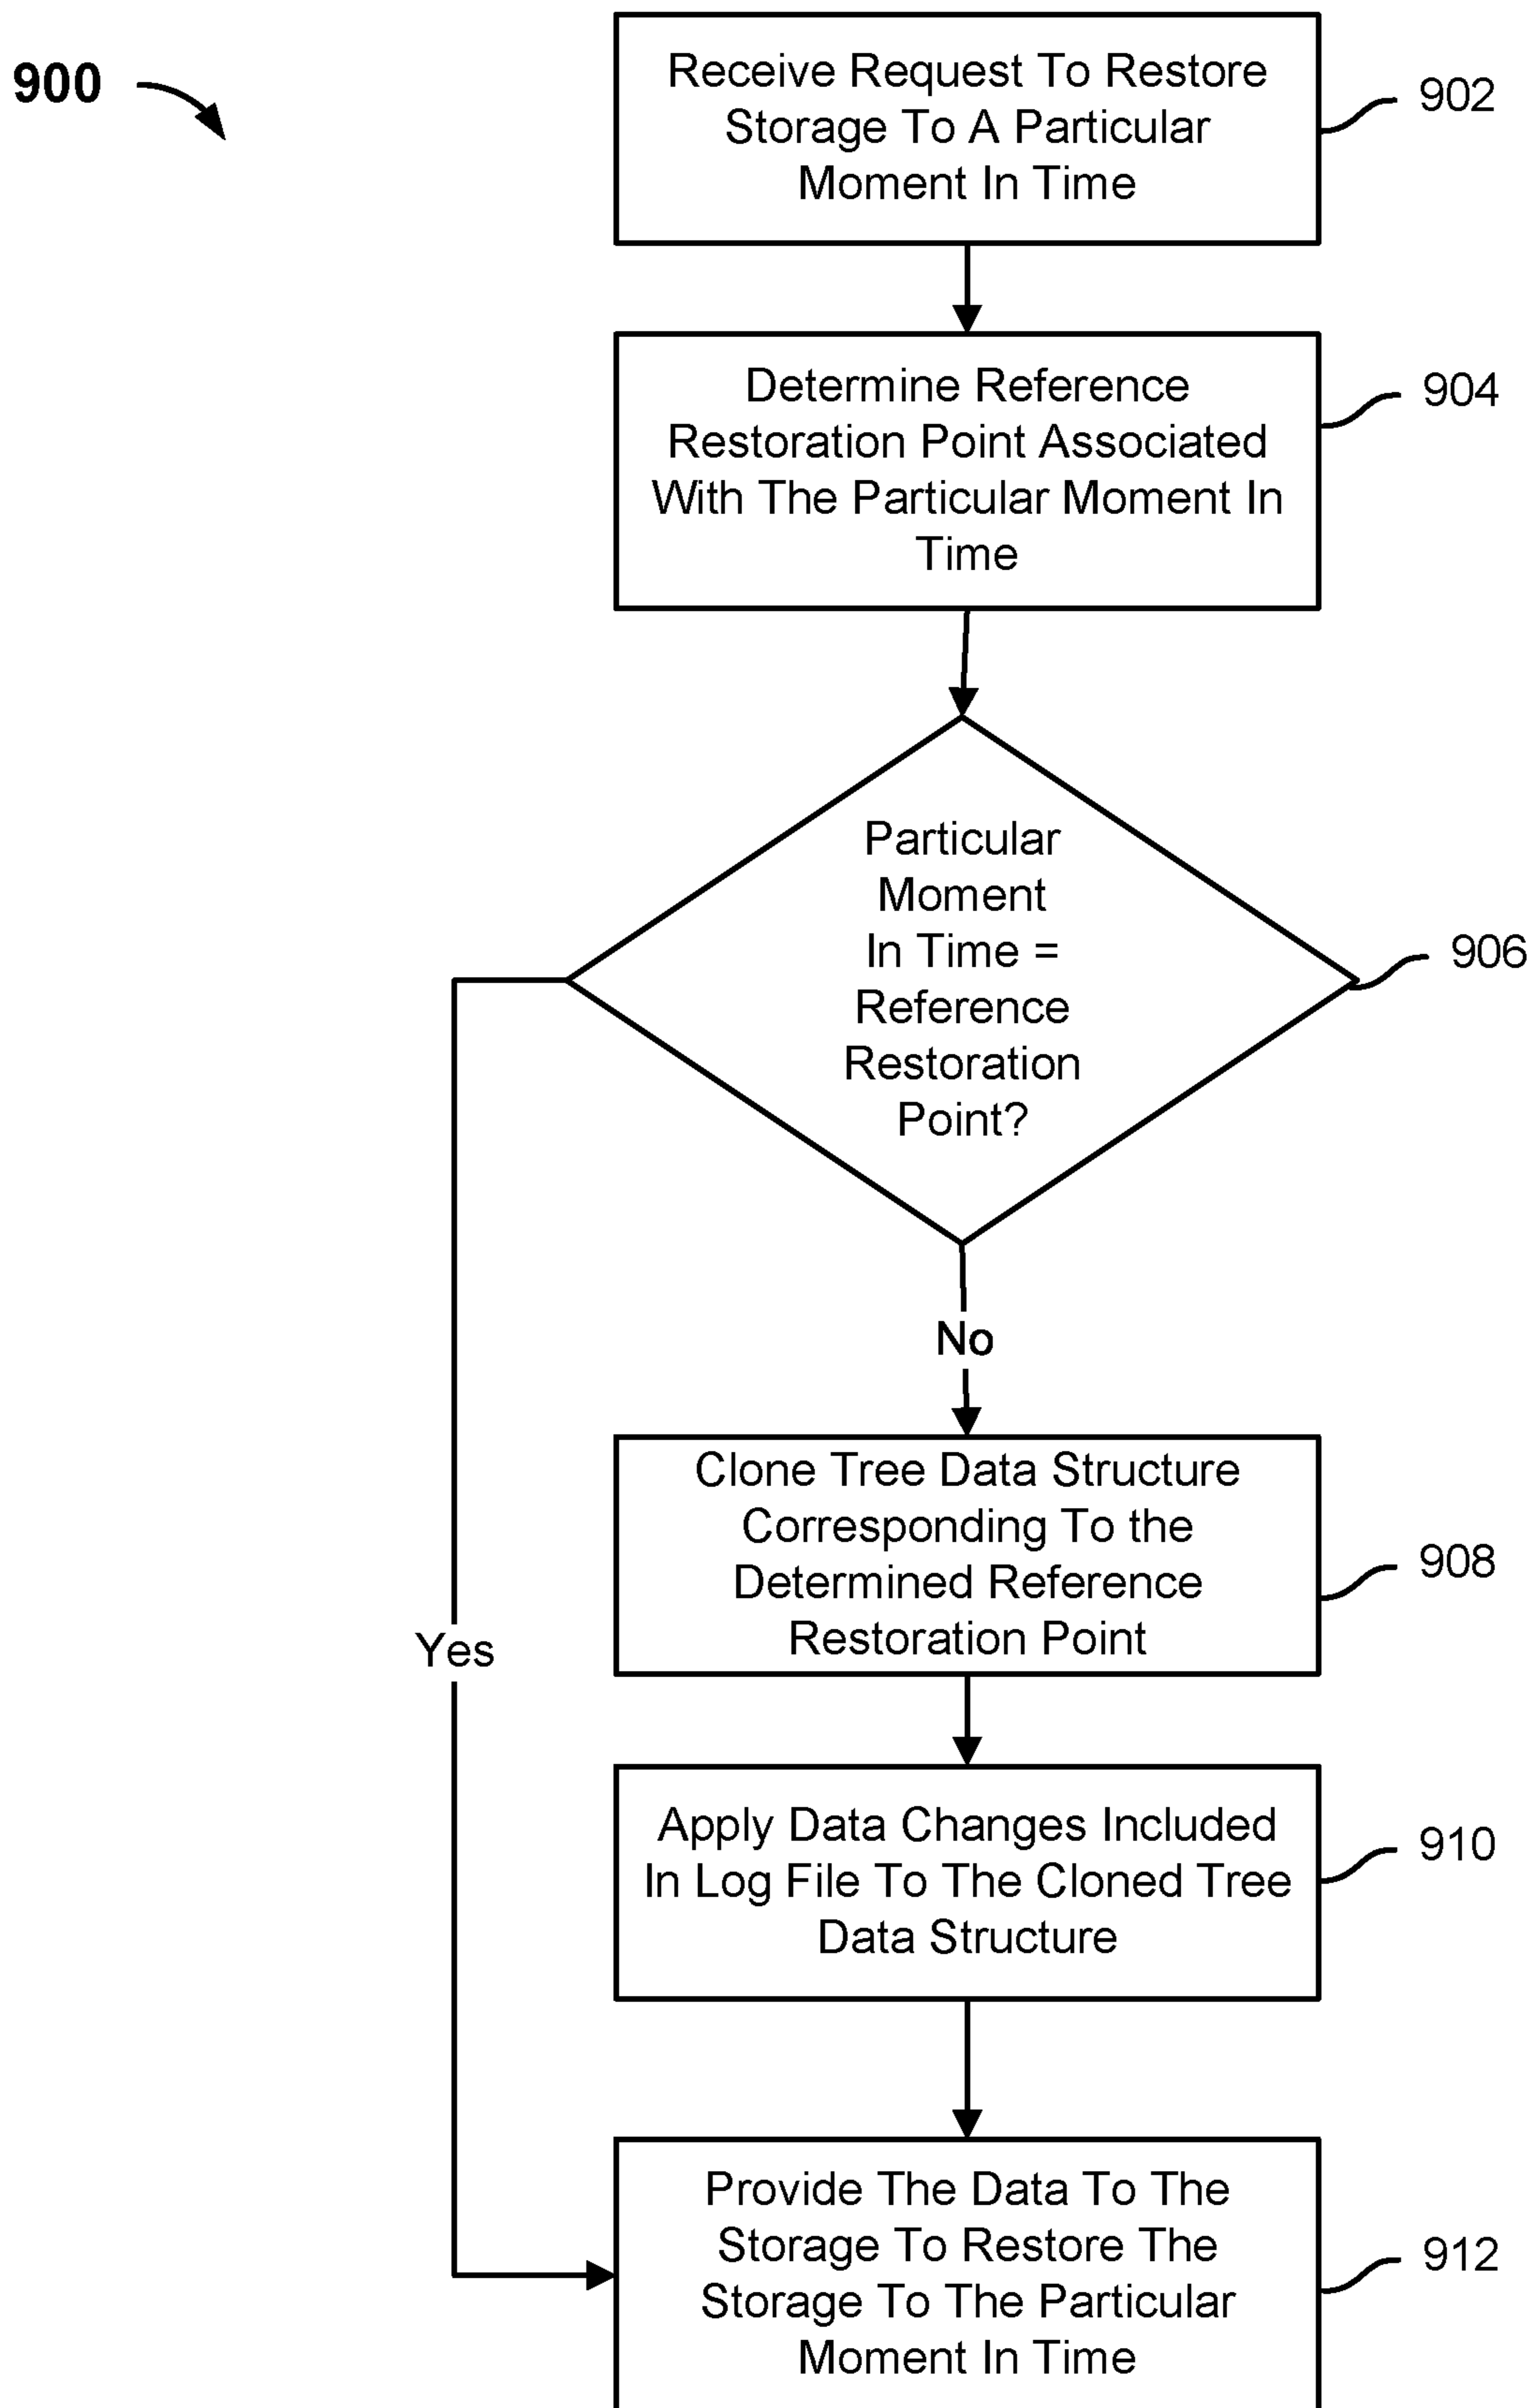 900
Receive Request To Restore
Storage To A Particular
Moment In Time
902
Determine Reference
Restoration Point Associated
With The Particular Moment In
Time
904
Particular
Moment
In Time =
Reference
Restoration
Point?
906
No
Clone Tree Data Structure
Corresponding To the
Determined Reference
Restoration Point
908
Yes
Apply Data Changes Included
In Log File To The Cloned Tree
Data Structure
910
Provide The Data To The
Storage To Restore The
Storage To The Particular
Moment In Time
912